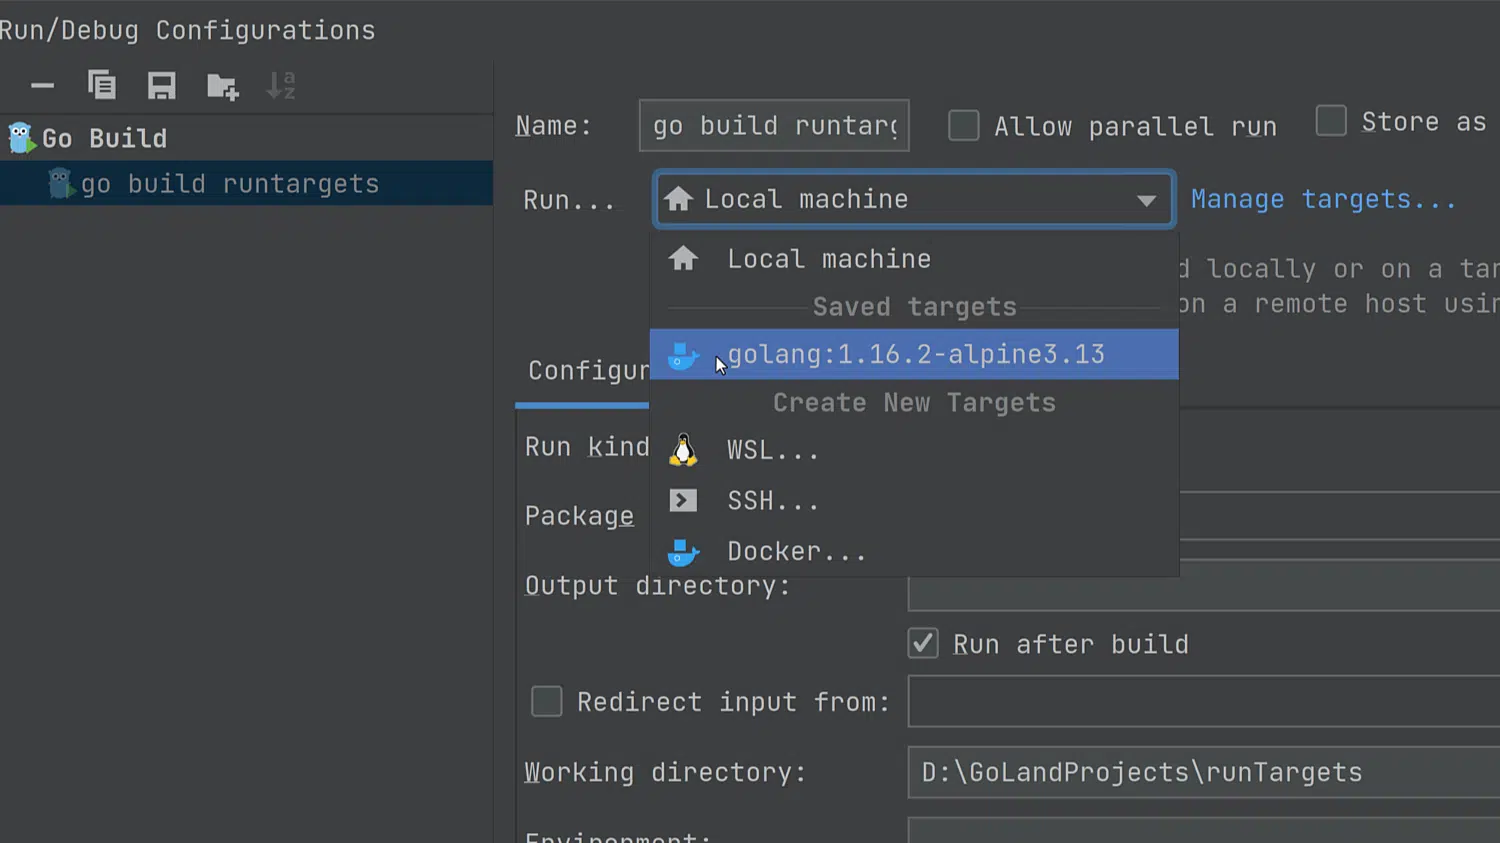 Run/Debug Configurations
Go Build
go build runtargets
Name:
go build runtarg
Allow parallel run
Store as
Run...
Local machine
Manage targets...
Local machine
d locally or on a tar
Saved targets
on a remote host usin
golang:1.16.2-alpine3.13
Configur
Create New Targets
Run kind
WSL...
SSH...
Package
Docker...
Output directory:
Run after build
Redirect input from:
Working directory:
D:\GoLandProjects\runTargets
Environment: